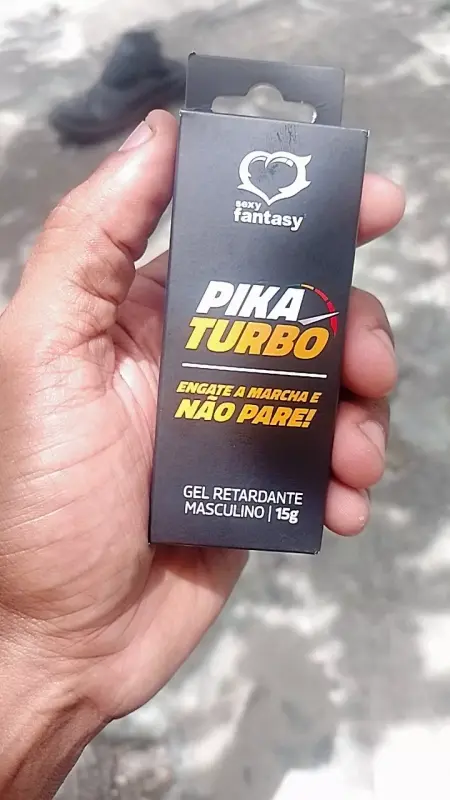 sexy
fantasy
PIKA
TURBO
ENGATE A MARCHA E
NÃO PARE!
GEL RETARDANTE
MASCULINO | 15g